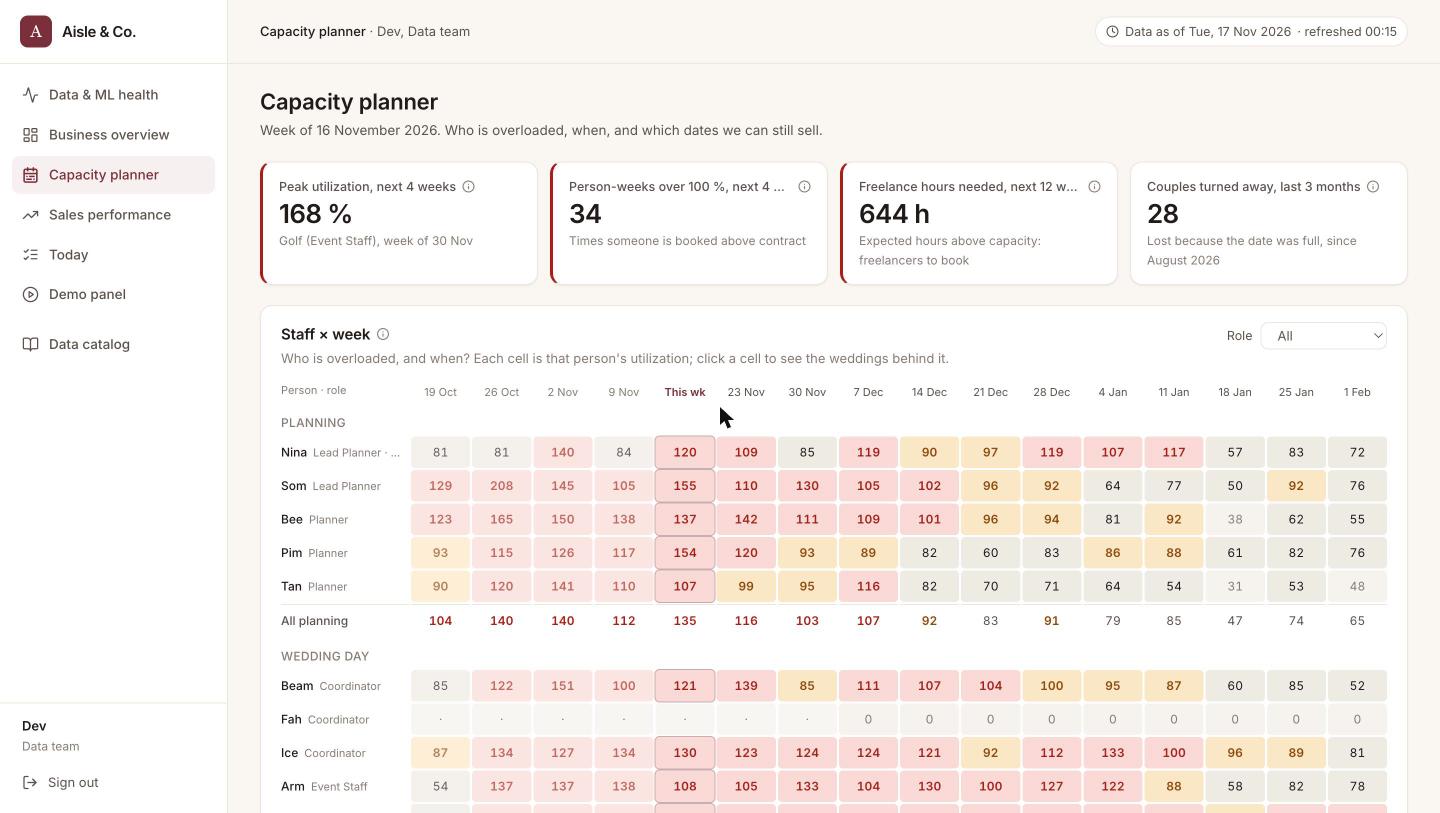 A Aisle & Co.
Capacity planner · Dev, Data team
Data as of Tue, 17 Nov 2026 · refreshed 00:15
Data & ML health
Business overview
Capacity planner
Sales performance
Today
Demo panel
Data catalog
Dev
Data team
Sign out
Capacity planner
Week of 16 November 2026. Who is overloaded, when, and which dates we can still sell.
Peak utilization, next 4 weeks
168 %
Golf (Event Staff), week of 30 Nov
Person-weeks over 100 %, next 4 ...
34
Times someone is booked above contract
Freelance hours needed, next 12 w...
644 h
Expected hours above capacity:
freelancers to book
Couples turned away, last 3 months
28
Lost because the date was full, since
August 2026
Staff × week
Role All
Who is overloaded, and when? Each cell is that person's utilization; click a cell to see the weddings behind it.
Person · role 19 Oct 26 Oct 2 Nov 9 Nov This wk 23 Nov 30 Nov 7 Dec 14 Dec 21 Dec 28 Dec 4 Jan 11 Jan 18 Jan 25 Jan 1 Feb
PLANNING
Nina Lead Planner · ... 81 81 140 84 120 109 85 119 90 97 119 107 117 57 83 72
Som Lead Planner 129 208 145 105 155 110 130 105 102 96 92 64 77 50 92 76
Bee Planner 123 165 150 138 137 142 111 109 101 96 94 81 92 38 62 55
Pim Planner 93 115 126 117 154 120 93 89 82 60 83 86 88 61 82 76
Tan Planner 90 120 141 110 107 99 95 116 82 70 71 64 54 31 53 48
All planning 104 140 140 112 135 116 103 107 92 83 91 79 85 47 74 65
WEDDING DAY
Beam Coordinator 85 122 151 100 121 139 85 111 107 104 100 95 87 60 85 52
Fah Coordinator · · · · · · · 0 0 0 0 0 0 0 0 0
Ice Coordinator 87 134 127 134 130 123 124 124 121 92 112 133 100 96 89 81
Arm Event Staff 54 137 137 138 108 105 133 104 130 100 127 122 88 58 82 78